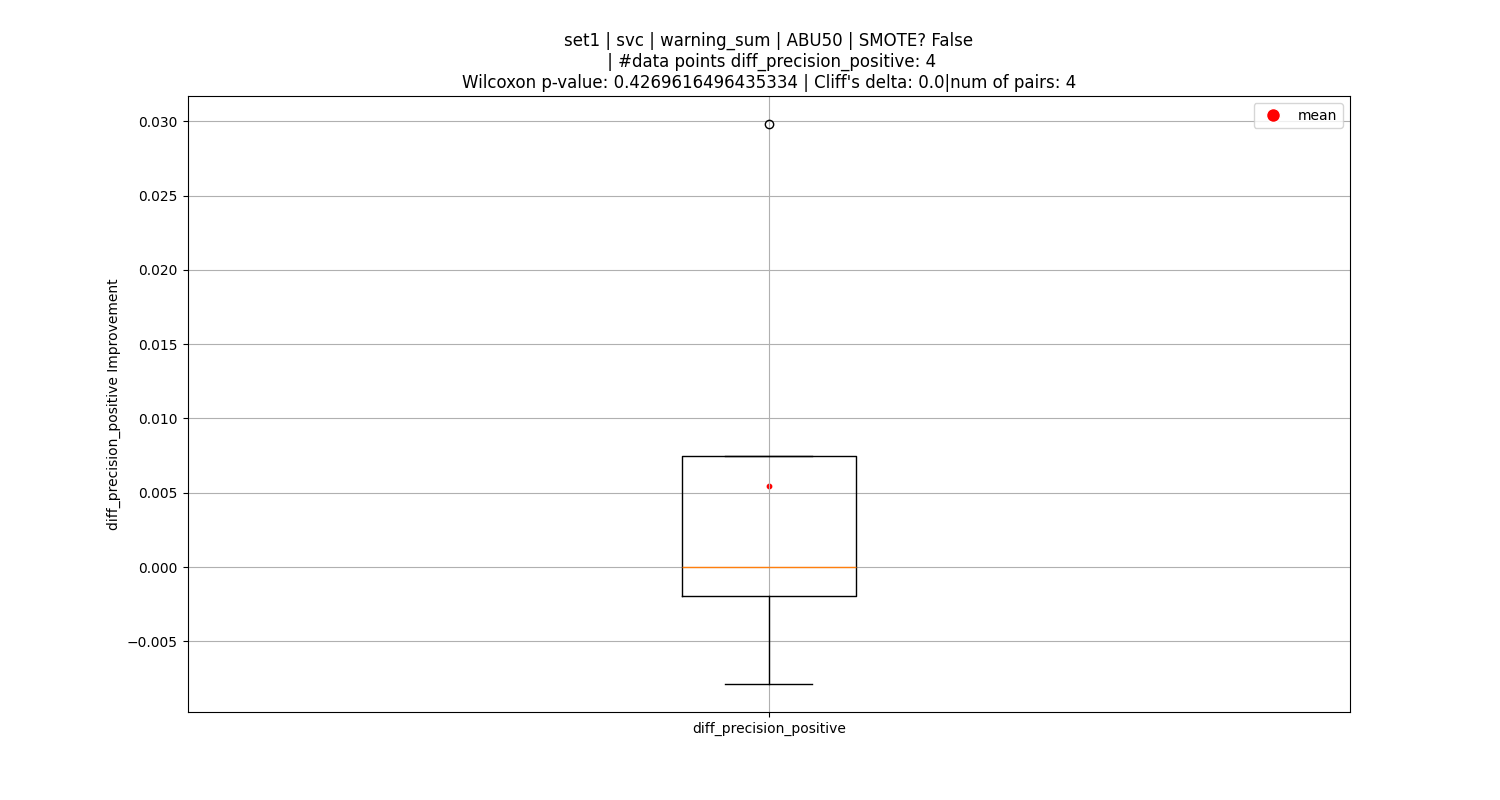 set1 | svc | warning_sum | ABU50 | SMOTE? False
| #data points diff_precision_positive: 4
Wilcoxon p-value: 0.4269616496435334 | Cliff's delta: 0.0|num of pairs: 4
mean
0.030
0.025
0.020
0.015
0.010
0.005
0.000
−0.005
diff_precision_positive Improvement
diff_precision_positive